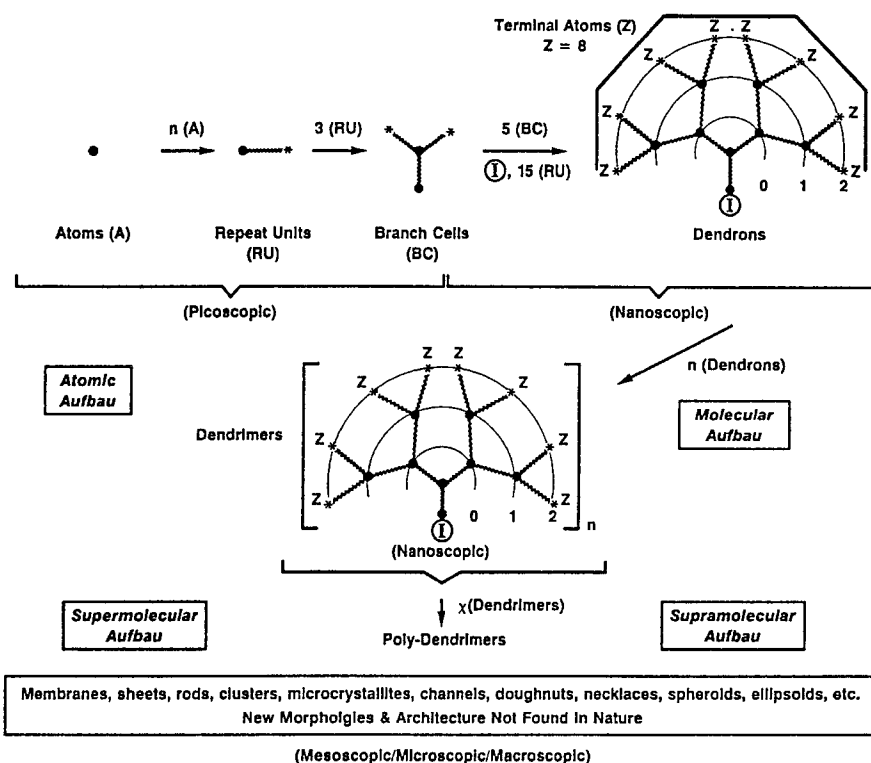 Terminal Atoms (Z)
Z = 8
Z . Z
Z Z
Z Z
Z Z
n (A)
3 (RU)
5 (BC)
Ⓘ, 15 (RU)
0 1 2
Ⓘ
Atoms (A)
Repeat Units
(RU)
Branch Cells
(BC)
Dendrons
(Picoscopic)
(Nanoscopic)
n (Dendrons)
Atomic
Aufbau
Molecular
Aufbau
Dendrimers
Z Z
Z Z
Z Z
Z Z
0 1 2
n
Ⓘ
(Nanoscopic)
χ(Dendrimers)
Poly-Dendrimers
Supermolecular
Aufbau
Supramolecular
Aufbau
Membranes, sheets, rods, clusters, microcrystallites, channels, doughnuts, necklaces, spheroids, ellipsoids, etc.
New Morpholgies & Architecture Not Found in Nature
(Mesoscopic/Microscopic/Macroscopic)